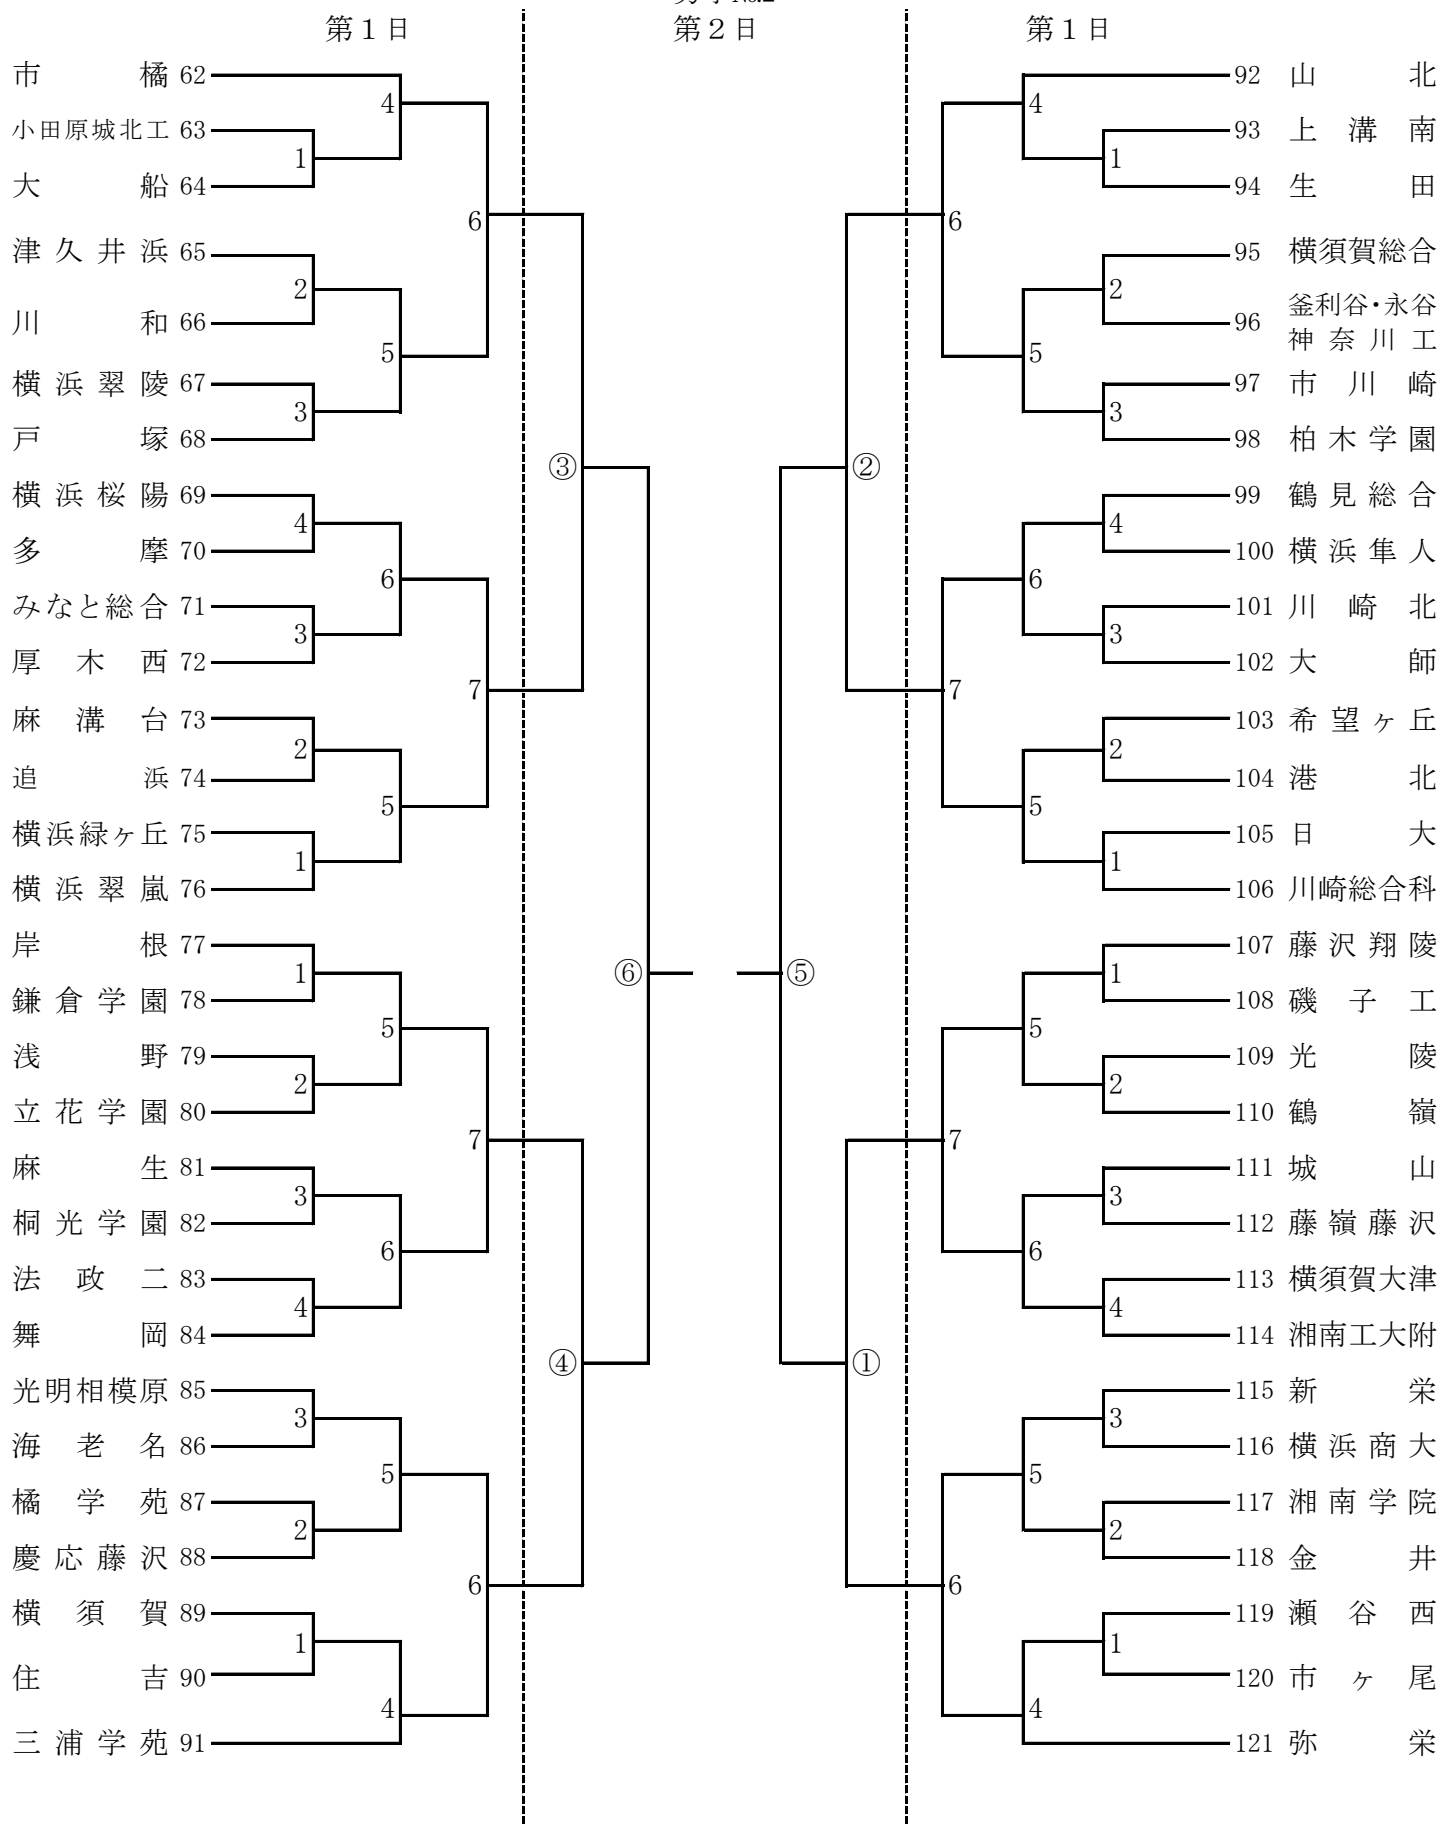 第１日 第２日 第１日
市橘 62
4
小田原城北工 63
1
大船 64
6
津久井浜 65
2
川和 66
5
横浜翠陵 67
3
戸塚 68
③
横浜桜陽 69
4
多摩 70
6
みなと総合 71
3
厚木西 72
7
麻溝台 73
2
追浜 74
5
横浜緑ヶ丘 75
1
横浜翠嵐 76
⑥
岸根 77
1
鎌倉学園 78
5
浅野 79
2
立花学園 80
7
麻生 81
3
桐光学園 82
6
法政二 83
4
舞岡 84
④
光明相模原 85
3
海老名 86
5
橘学苑 87
2
慶応藤沢 88
6
横須賀 89
1
住吉 90
4
三浦学苑 91
92 山北
4
93 上溝南
1
94 生田
6
95 横須賀総合
2
96 釜利谷・永谷
神奈川工
5
97 市川崎
3
98 柏木学園
②
99 鶴見総合
4
100 横浜隼人
6
101 川崎北
3
102 大師
7
103 希望ヶ丘
2
104 港北
5
105 日大
1
106 川崎総合科
⑤
107 藤沢翔陵
1
108 磯子工
5
109 光陵
2
110 鶴嶺
7
111 城山
3
112 藤嶺藤沢
6
113 横須賀大津
4
114 湘南工大附
①
115 新栄
3
116 横浜商大
5
117 湘南学院
2
118 金井
6
119 瀬谷西
1
120 市ヶ尾
4
121 弥栄